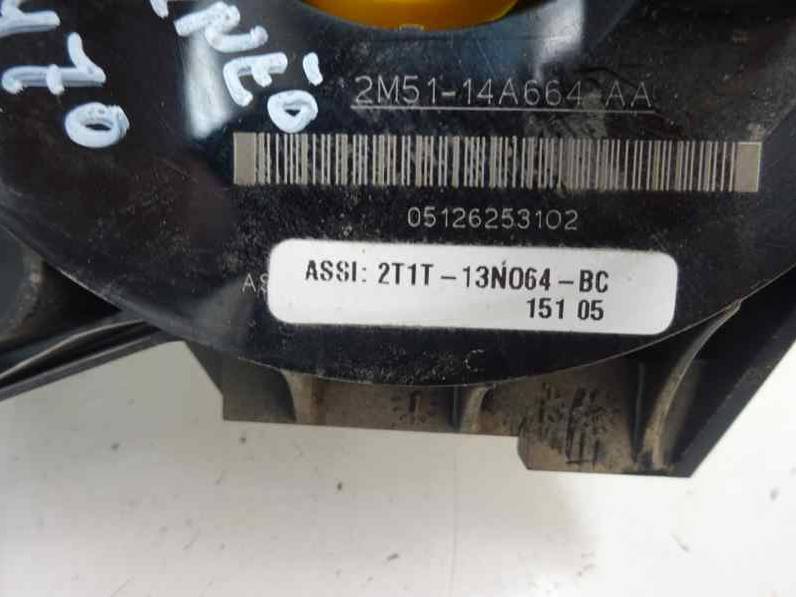 2M51-14A664-AA
05126253102
ASSI: 2T1T-13N064-BC
151 05
C